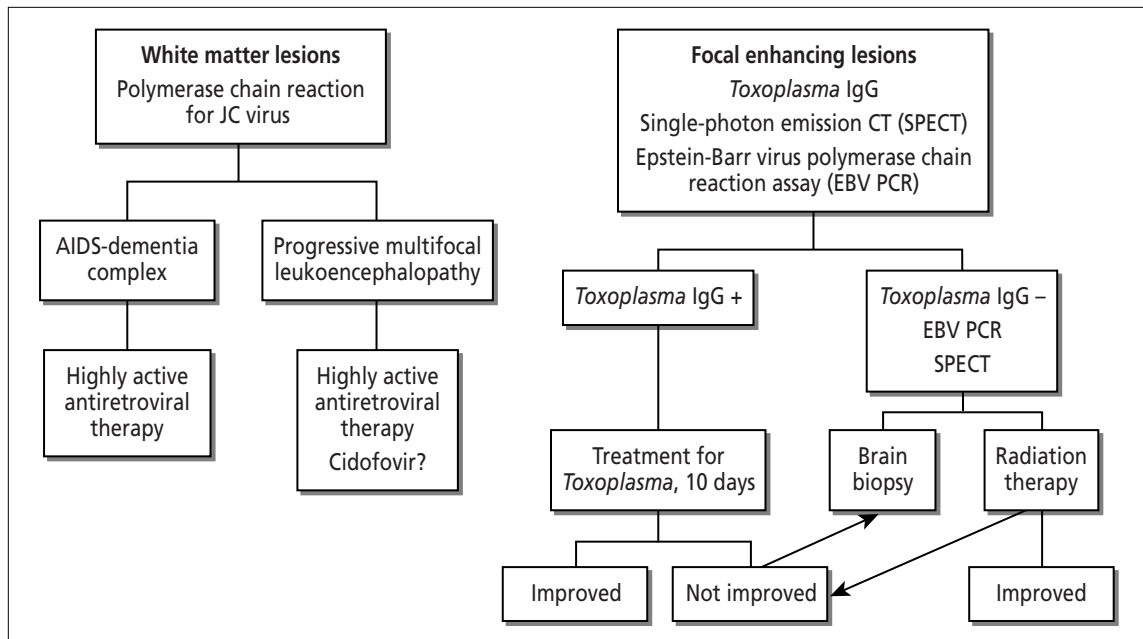 White matter lesions
Polymerase chain reaction
for JC virus
AIDS-dementia
complex
Progressive multifocal
leukoencephalopathy
Highly active
antiretroviral
therapy
Highly active
antiretroviral
therapy
Cidofovir?
Focal enhancing lesions
Toxoplasma IgG
Single-photon emission CT (SPECT)
Epstein-Barr virus polymerase chain
reaction assay (EBV PCR)
Toxoplasma IgG +
Toxoplasma IgG –
EBV PCR
SPECT
Treatment for
Toxoplasma, 10 days
Brain
biopsy
Radiation
therapy
Improved
Not improved
Improved